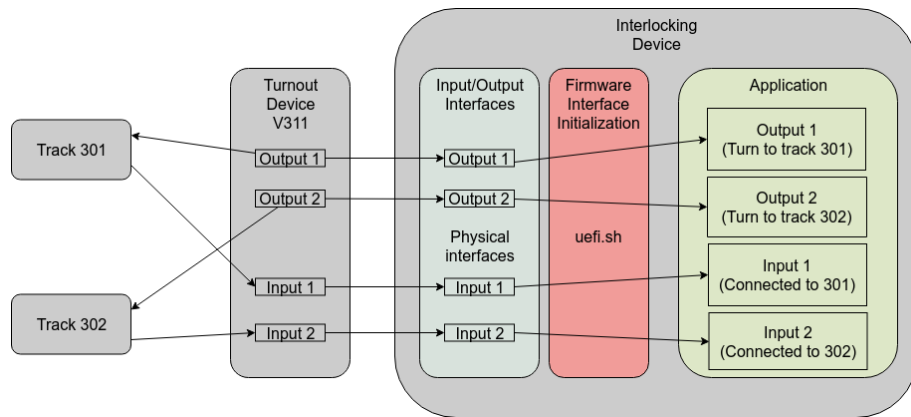 Interlocking
Device
Turnout
Device
V311
Input/Output
Interfaces
Firmware
Interface
Initialization
Application
Track 301
Output 1
Output 1
Output 1
(Turn to track 301)
Output 2
Output 2
Output 2
(Turn to track 302)
Physical
interfaces
uefi.sh
Input 1
Input 1
Input 1
(Connected to 301)
Track 302
Input 2
Input 2
Input 2
(Connected to 302)